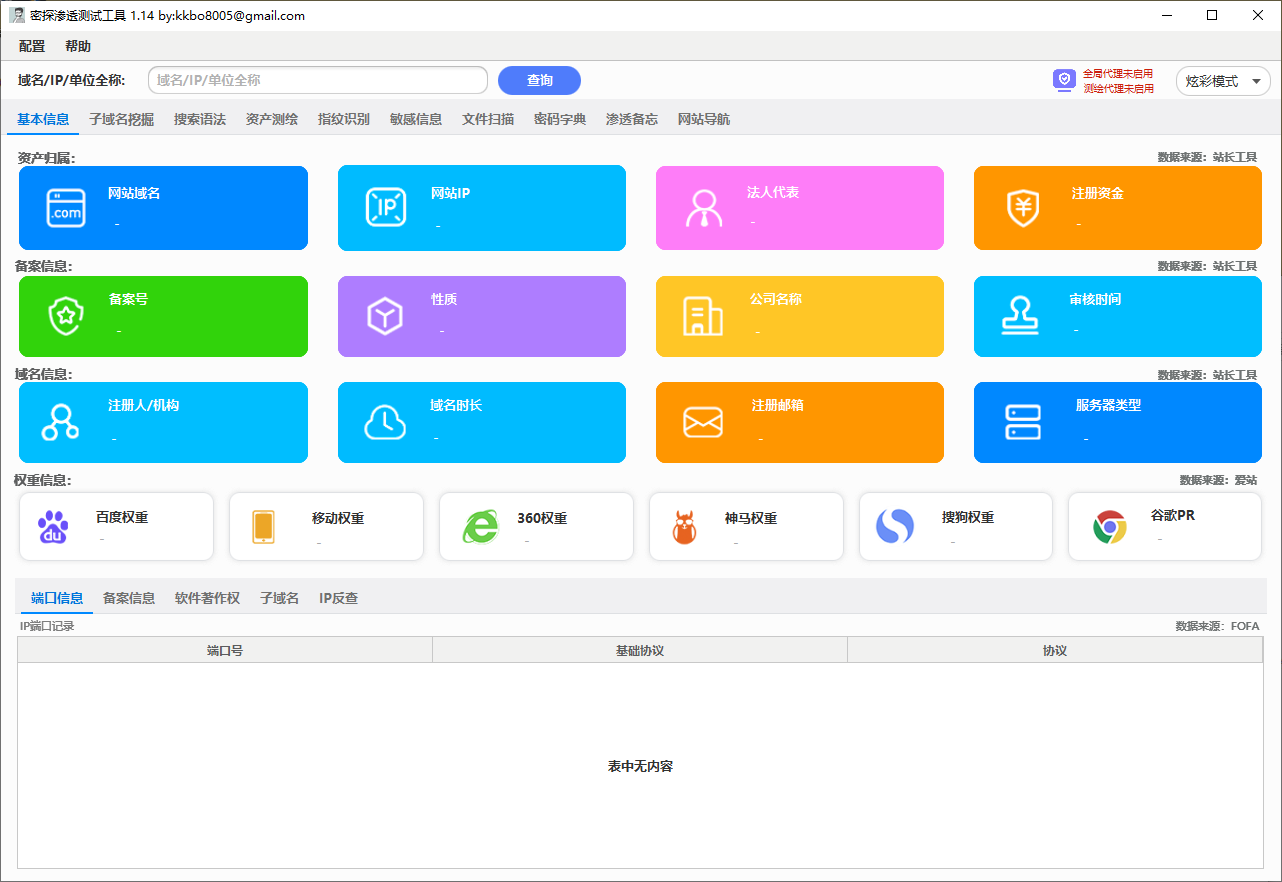 密探渗透测试工具 1.14 by:kkbo8005@gmail.com
配置 帮助
域名/IP/单位全称: 域名/IP/单位全称 查询 全局代理未启用 炫彩模式
测绘代理未启用
基本信息 子域名挖掘 搜索语法 资产测绘 指纹识别 敏感信息 文件扫描 密码字典 渗透备忘 网站导航
资产归属: 数据来源: 站长工具
网站域名 网站IP 法人代表 注册资金
.com IP
- - - -
备案信息: 数据来源: 站长工具
备案号 性质 公司名称 审核时间
- - - -
域名信息: 数据来源: 站长工具
注册人/机构 域名时长 注册邮箱 服务器类型
- - - -
权重信息: 数据来源: 爱站
百度权重 移动权重 360权重 神马权重 搜狗权重 谷歌PR
du
- - - - - -
端口信息 备案信息 软件著作权 子域名 IP反查
IP端口记录 数据来源: FOFA
端口号 基础协议 协议
表中无内容